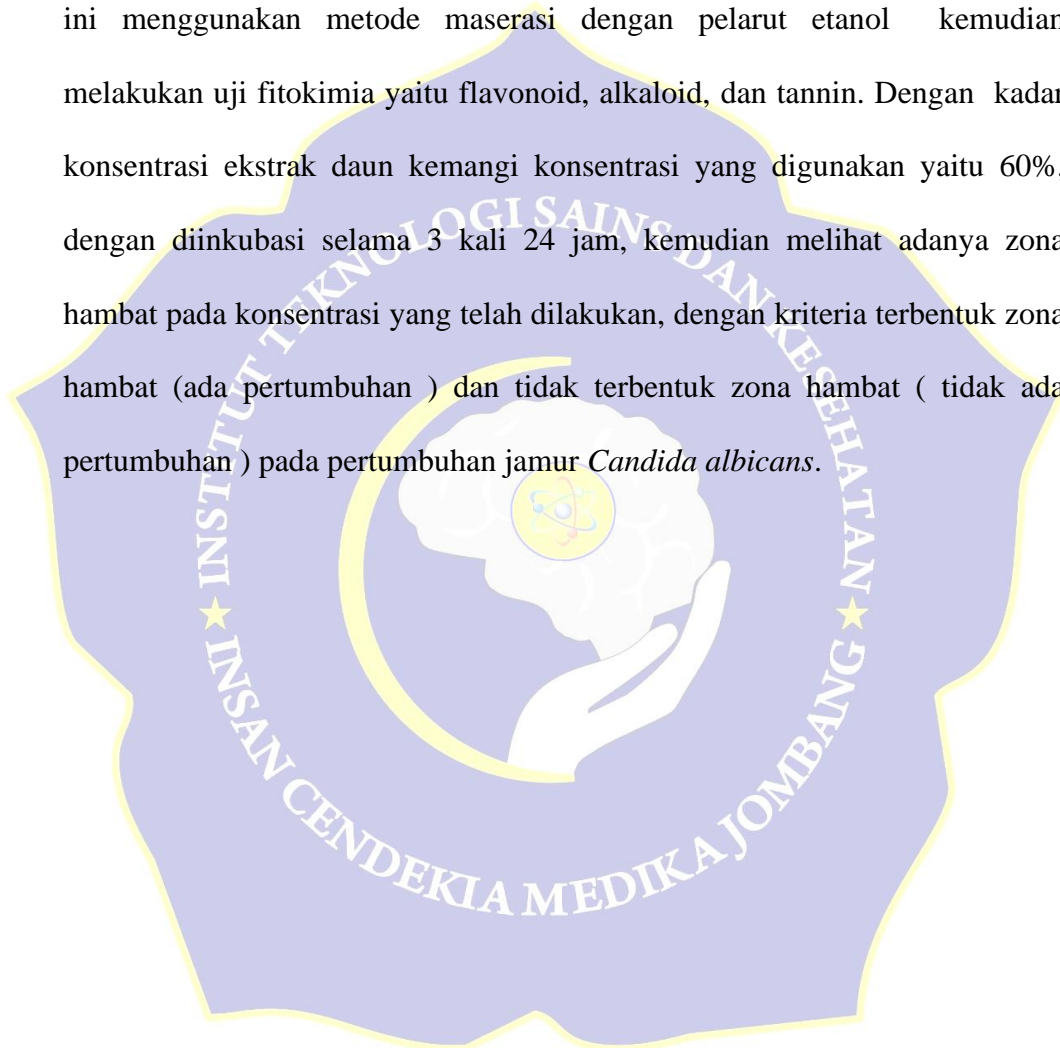 ini menggunakan metode maserasi dengan pelarut etanol kemudian
melakukan uji fitokimia yaitu flavonoid, alkaloid, dan tannin. Dengan kadar
konsentrasi ekstrak daun kemangi konsentrasi yang digunakan yaitu 60%.
dengan diinkubasi selama 3 kali 24 jam, kemudian melihat adanya zona
hambat pada konsentrasi yang telah dilakukan, dengan kriteria terbentuk zona
hambat (ada pertumbuhan ) dan tidak terbentuk zona hambat ( tidak ada
pertumbuhan ) pada pertumbuhan jamur Candida albicans.
INSTITUT TEKNOLOGI SAINS DAN KESEHATAN
★ INSAN CENDEKIA MEDIKA JOMBANG ★